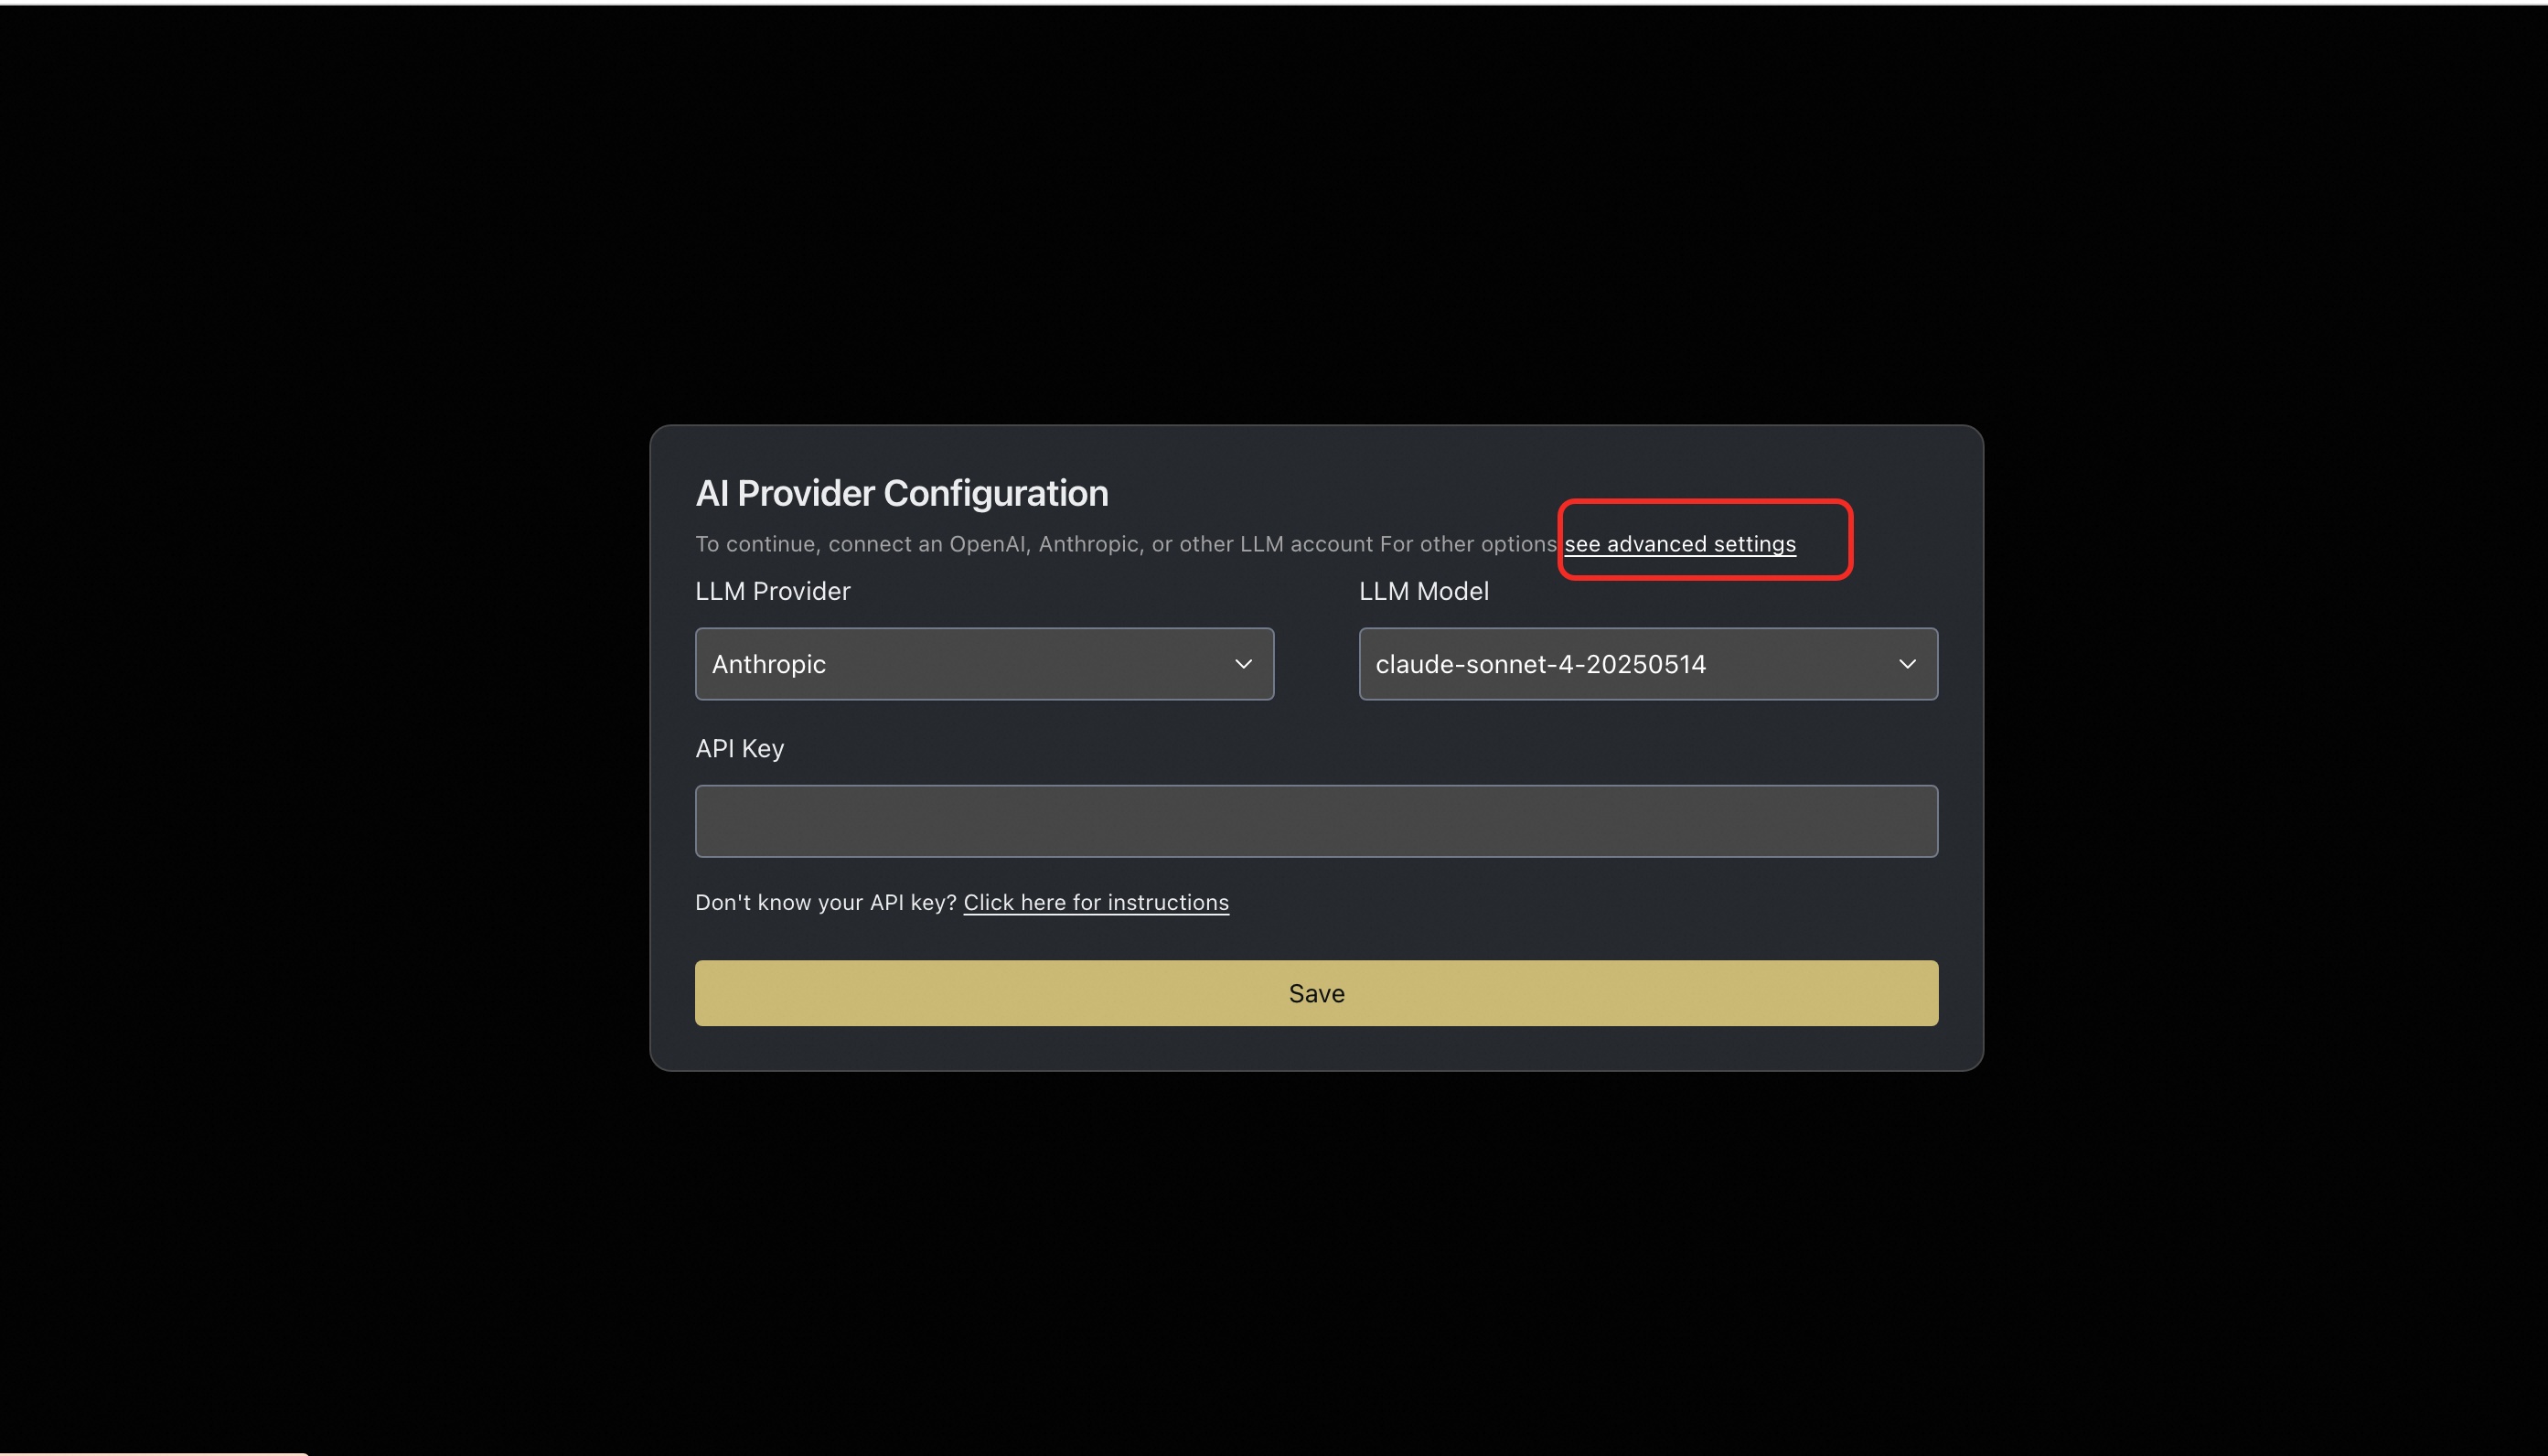 AI Provider Configuration
To continue, connect an OpenAI, Anthropic, or other LLM account For other options see advanced settings
LLM Provider
LLM Model
Anthropic
claude-sonnet-4-20250514
API Key
Don't know your API key? Click here for instructions
Save